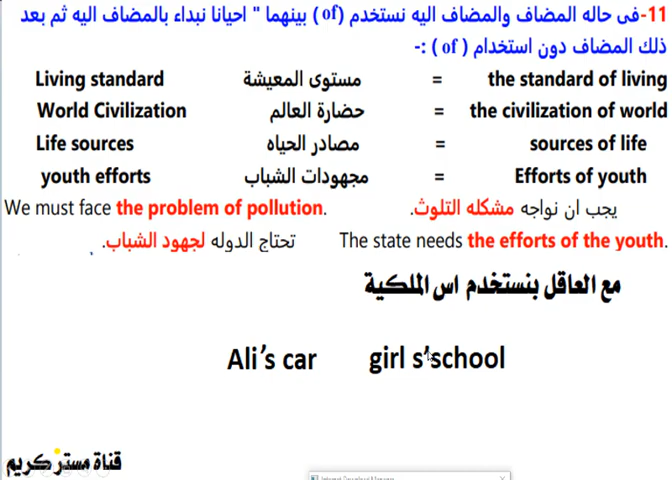 11-فى حاله المضاف والمضاف اليه نستخدم (of) بينهما " احيانا نبداء بالمضاف اليه ثم بعد
ذلك المضاف دون استخدام (of) :-
Living standard مستوى المعيشة = the standard of living
World Civilization حضارة العالم = the civilization of world
Life sources مصادر الحياه = sources of life
youth efforts مجهودات الشباب = Efforts of youth
We must face the problem of pollution. يجب ان نواجه مشكله التلوث.
تحتاج الدوله لجهود الشباب. The state needs the efforts of the youth.
مع العاقل بنستخدم اس الملكية
Ali's car girl s'school
قناة مستر كريم